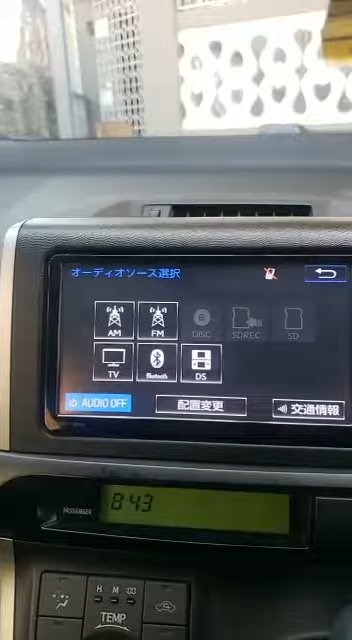 オーディオソース選択
AM
FM
DISC
SDREC
SD
TV
Bluetooth
DS
AUDIO OFF
配置変更
交通情報
PASSENGER
8:43
H M :00
TEMP